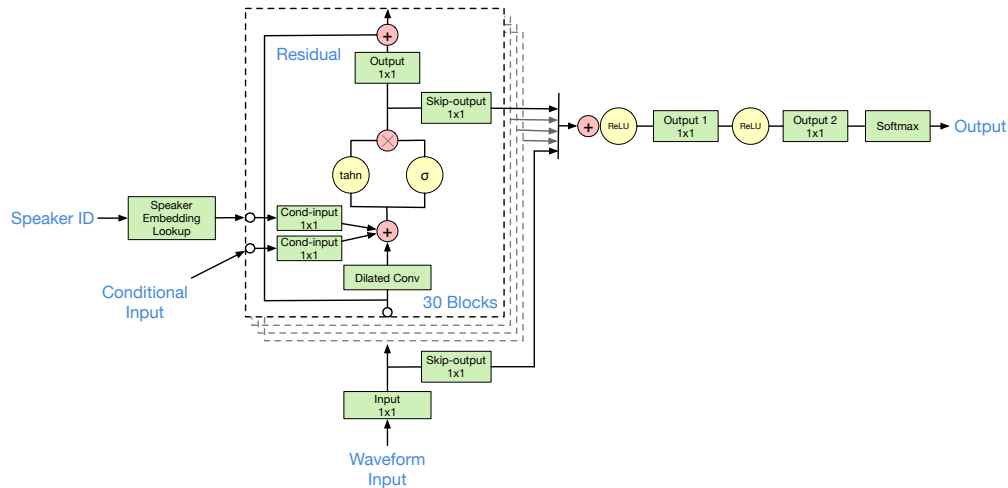 Residual
+
Output
1x1
Skip-output
1x1
tahn
σ
Speaker ID
Speaker
Embedding
Lookup
Cond-input
1x1
Cond-input
1x1
+
Dilated Conv
Conditional
Input
30 Blocks
Skip-output
1x1
Input
1x1
Waveform
Input
+
ReLU
Output 1
1x1
ReLU
Output 2
1x1
Softmax
Output